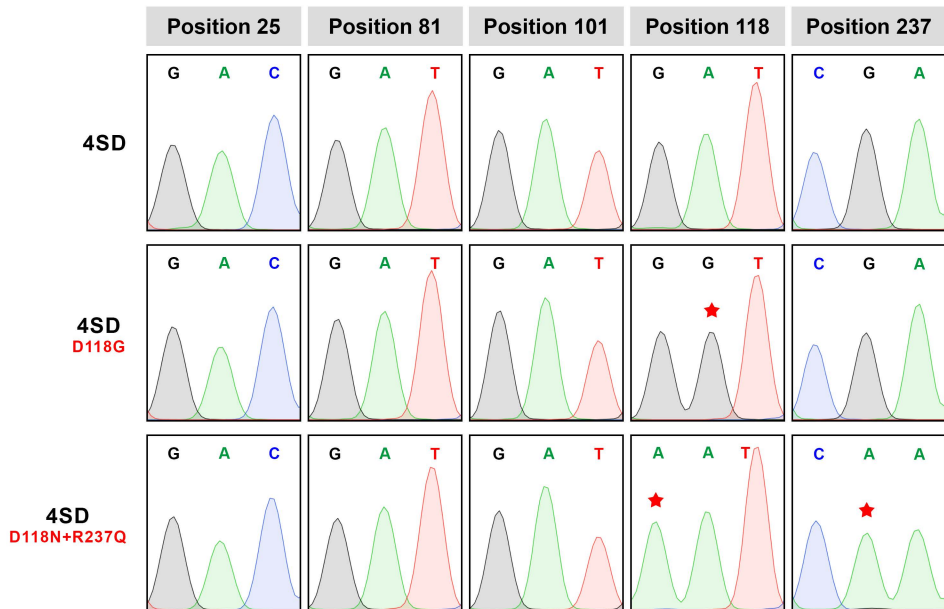 Position 25 Position 81 Position 101 Position 118 Position 237
G A C G A T G A T G A T C G A
4SD
G A C G A T G A T G G T C G A
4SD
D118G
G A C G A T G A T A A T C A A
4SD
D118N+R237Q